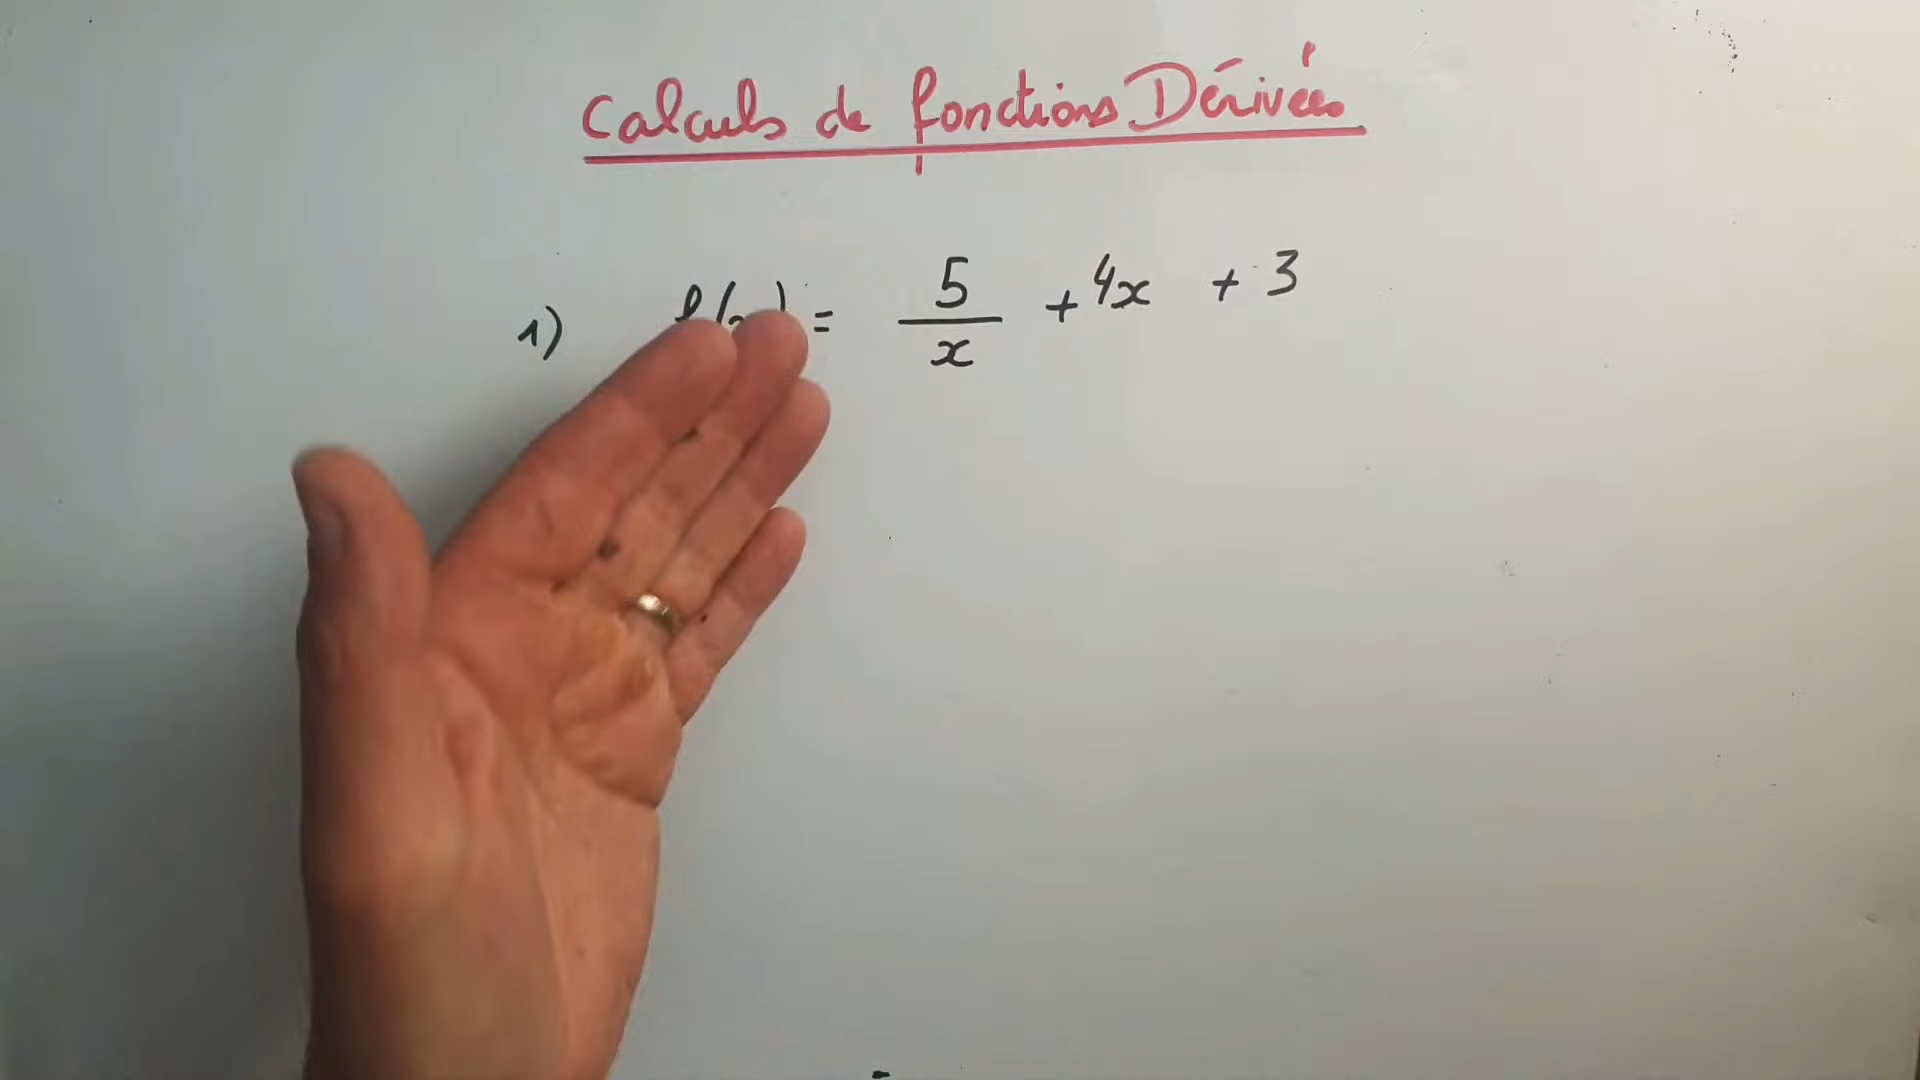 Calculs de fonctions Dérivées
1) f(x) = 5/x + 4x + 3